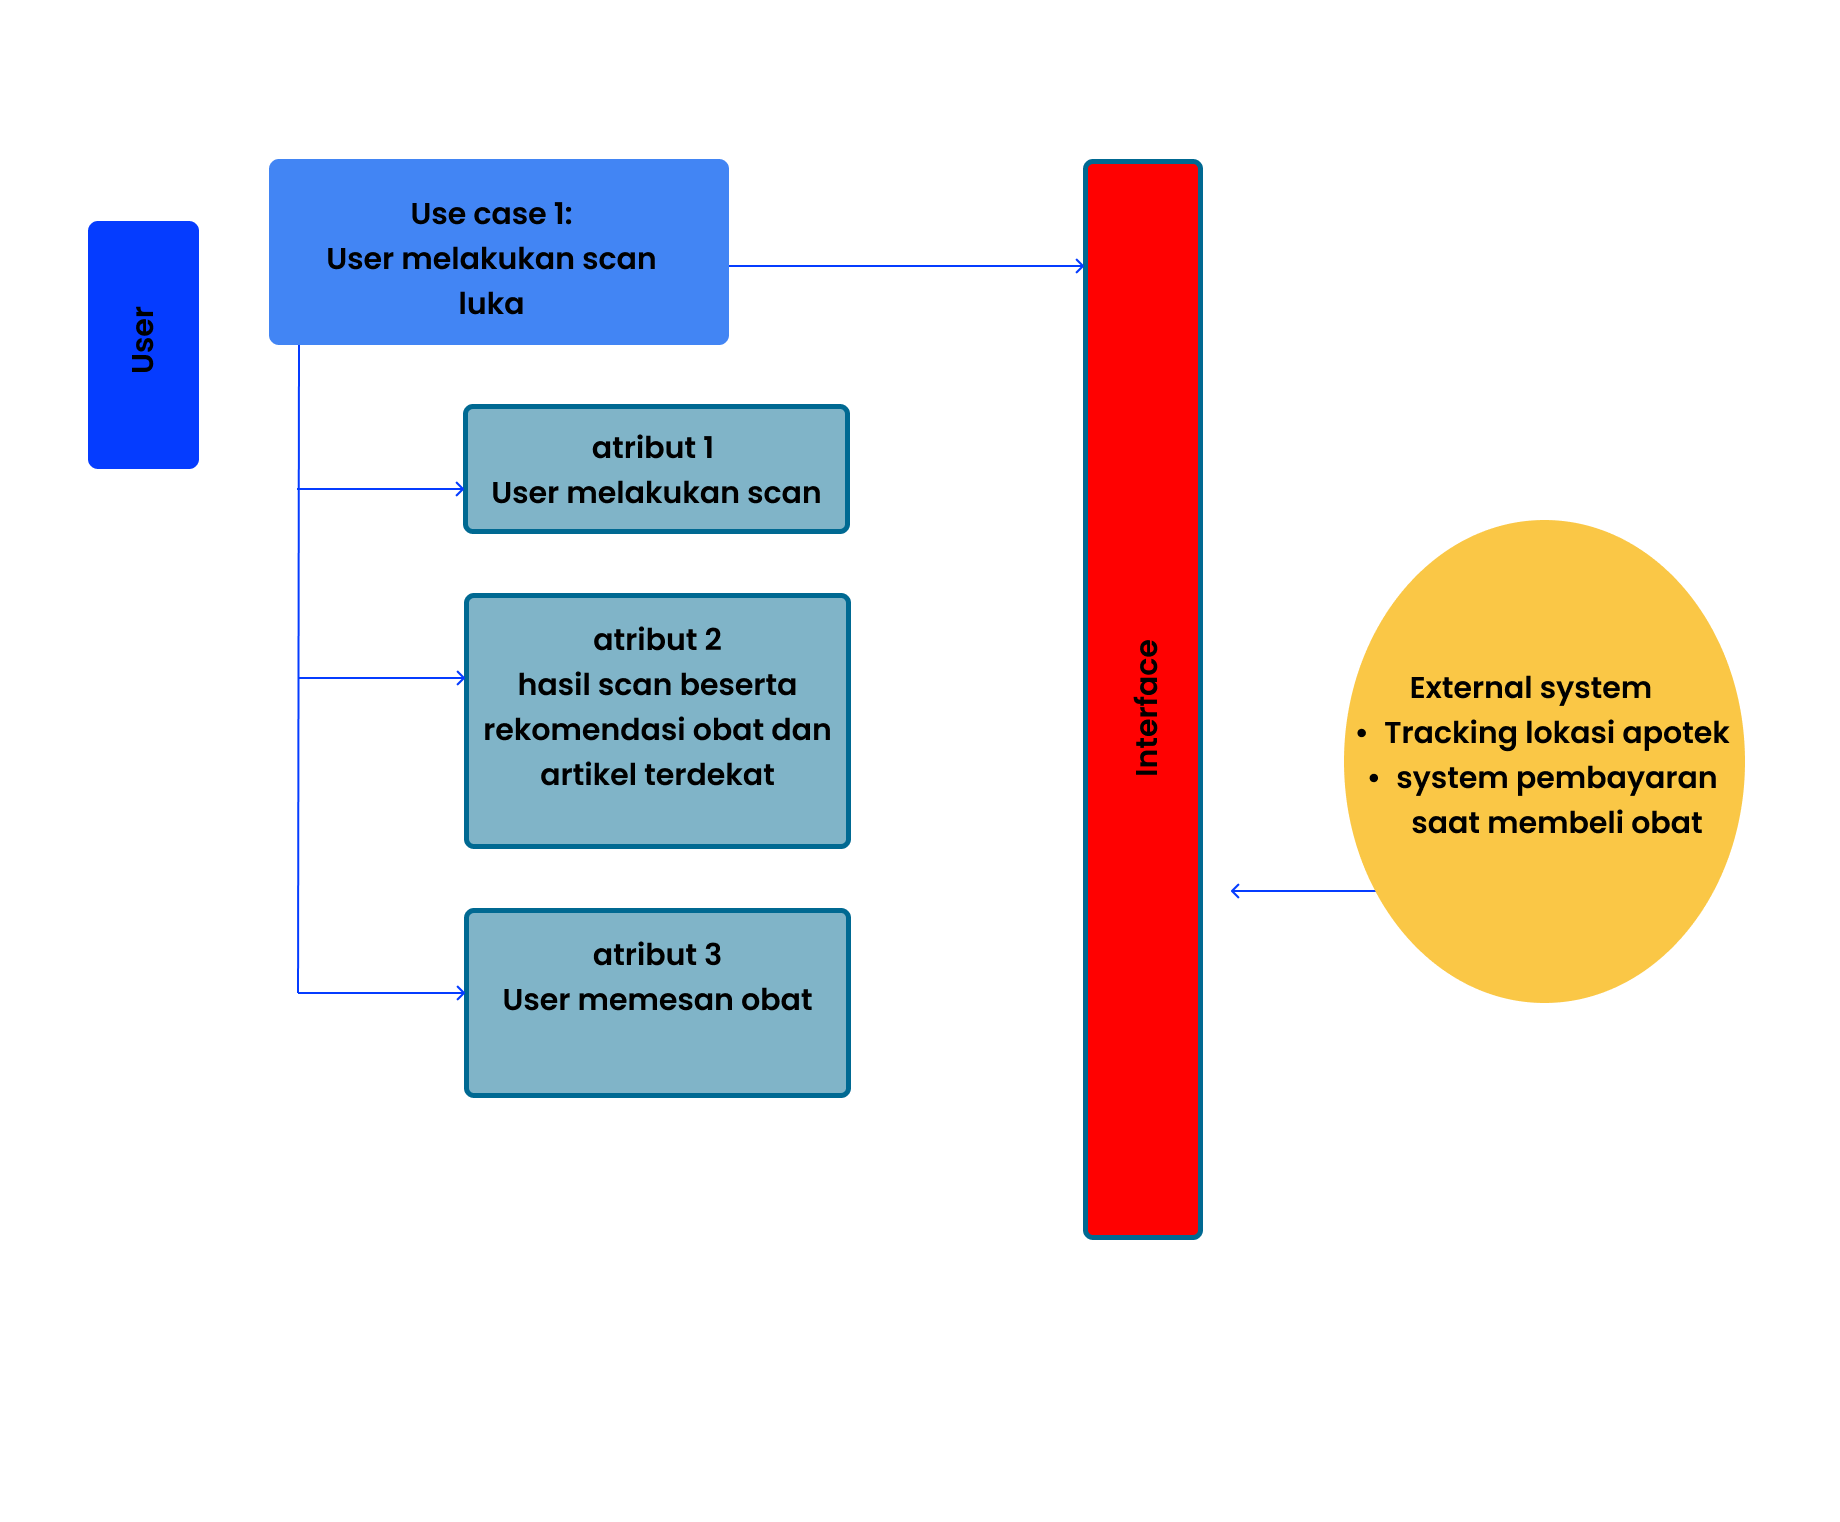 User
Use case 1:
User melakukan scan
luka
atribut 1
User melakukan scan
atribut 2
hasil scan beserta
rekomendasi obat dan
artikel terdekat
atribut 3
User memesan obat
Interface
External system
• Tracking lokasi apotek
• system pembayaran
saat membeli obat